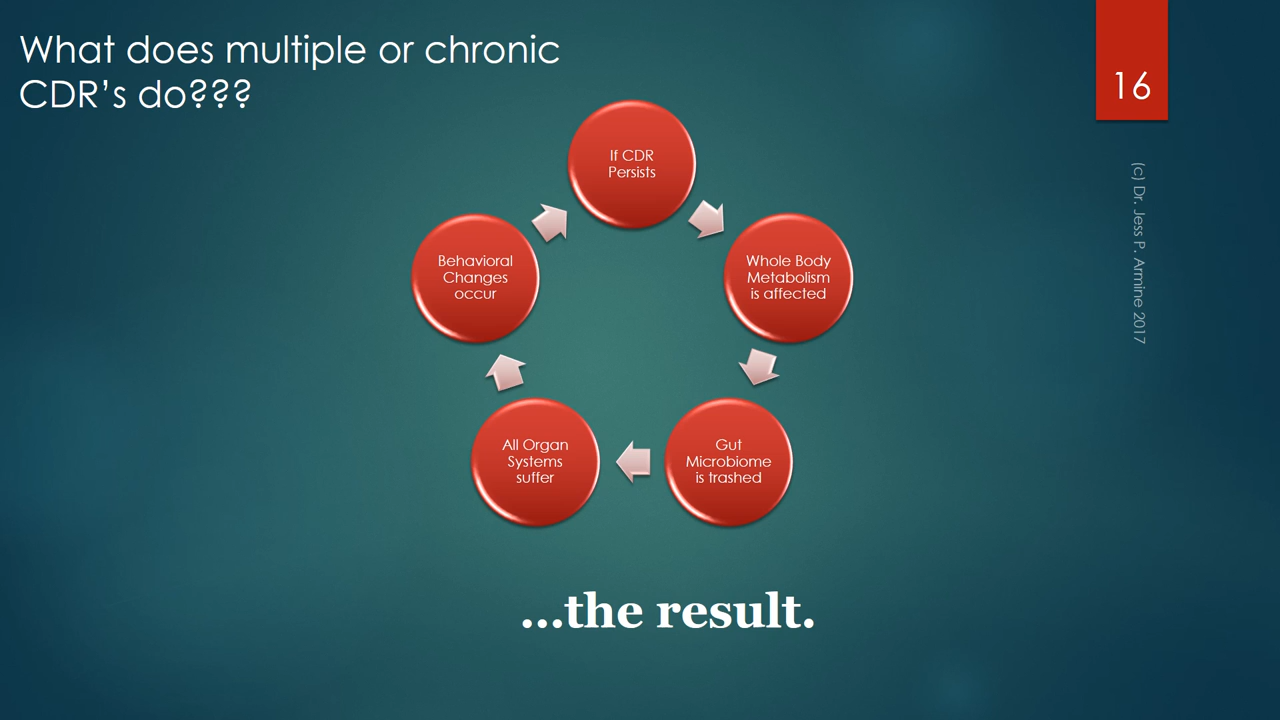 What does multiple or chronic
CDR's do???
16
(c) Dr. Jess P. Armine 2017
If CDR
Persists
Whole Body
Metabolism
is affected
Gut
Microbiome
is trashed
All Organ
Systems
suffer
Behavioral
Changes
occur
...the result.